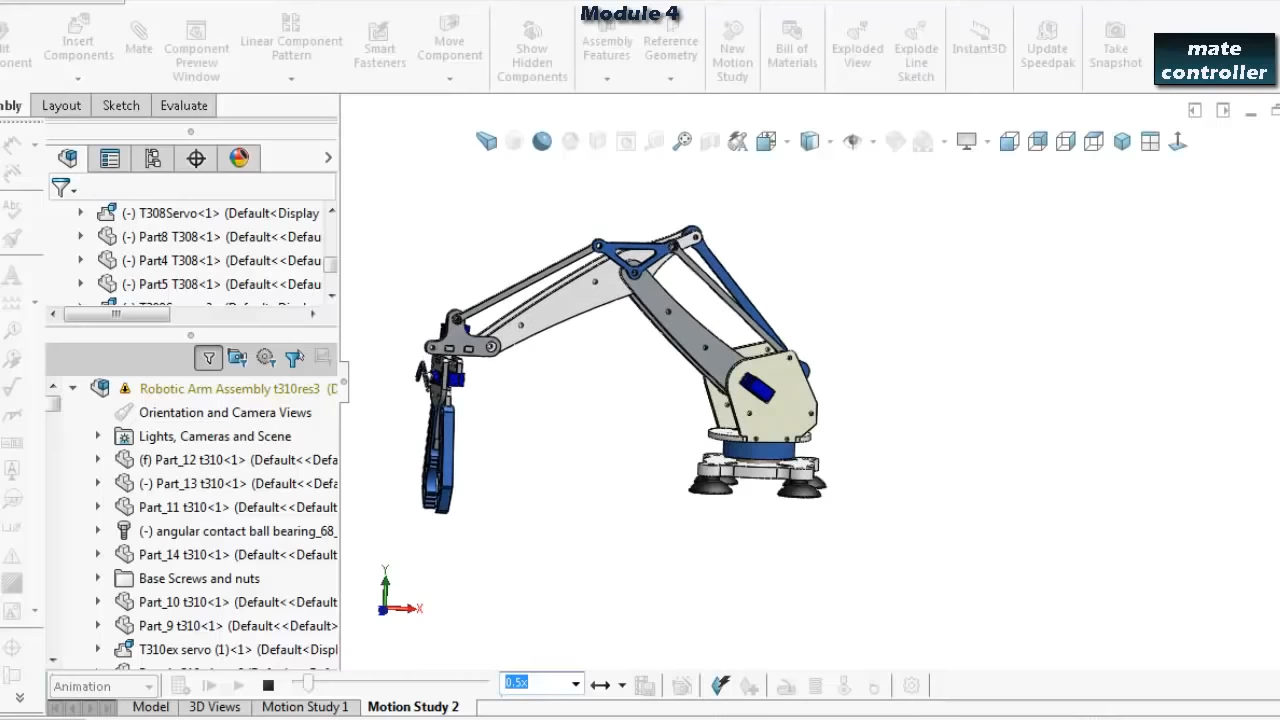 Module 4
mate
controller
Insert
Components
Mate
Component
Preview
Window
Linear Component
Pattern
Smart
Fasteners
Move
Component
Show
Hidden
Components
Assembly
Features
Reference
Geometry
New
Motion
Study
Bill of
Materials
Exploded
View
Explode
Line
Sketch
Instant3D
Update
Speedpak
Take
Snapshot
Layout
Sketch
Evaluate
(-) T308Servo<1> (Default<Display
(-) Part8 T308<1> (Default<<Defau
(-) Part4 T308<1> (Default<<Defau
(-) Part5 T308<1> (Default<<Defau
Robotic Arm Assembly t310res3 (D
Orientation and Camera Views
Lights, Cameras and Scene
(f) Part_12 t310<1> (Default<<Defa
(-) Part_13 t310<1> (Default<<Defa
Part_11 t310<1> (Default<<Default
(-) angular contact ball bearing_68_
Part_14 t310<1> (Default<<Default
Base Screws and nuts
Part_10 t310<1> (Default<<Default
Part_9 t310<1> (Default<<Default>
T310ex servo (1)<1> (Default<Displ
Y
X
Animation
0.5x
Model
3D Views
Motion Study 1
Motion Study 2